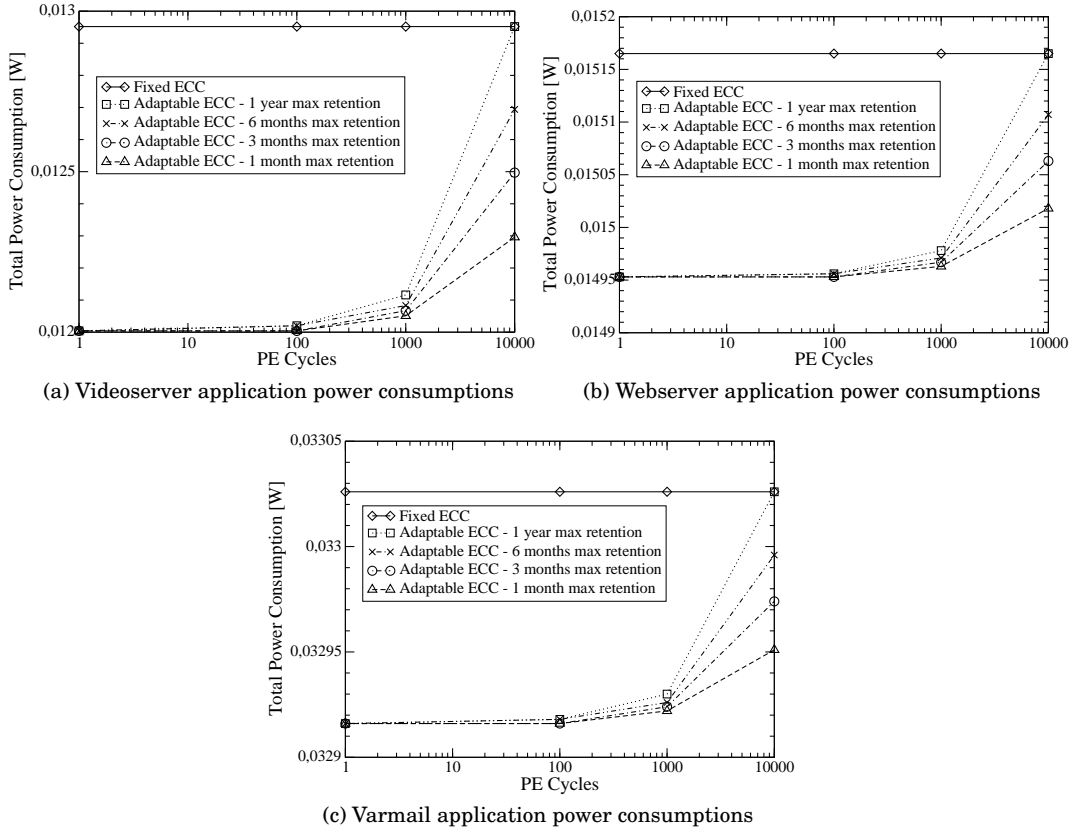 0,013
0,0125
0,012
Total Power Consumption [W]
Fixed ECC
Adaptable ECC - 1 year max retention
Adaptable ECC - 6 months max retention
Adaptable ECC - 3 months max retention
Adaptable ECC - 1 month max retention
1 10 100 1000 10000
PE Cycles
(a) Videoserver application power consumptions
0,0152
0,01515
0,0151
0,01505
0,015
0,01495
0,0149
Total Power Consumption [W]
Fixed ECC
Adaptable ECC - 1 year max retention
Adaptable ECC - 6 months max retention
Adaptable ECC - 3 months max retention
Adaptable ECC - 1 month max retention
1 10 100 1000 10000
PE Cycles
(b) Webserver application power consumptions
0,03305
0,033
0,03295
0,0329
Total Power Consumption [W]
Fixed ECC
Adaptable ECC - 1 year max retention
Adaptable ECC - 6 months max retention
Adaptable ECC - 3 months max retention
Adaptable ECC - 1 month max retention
1 10 100 1000 10000
PE Cycles
(c) Varmail application power consumptions